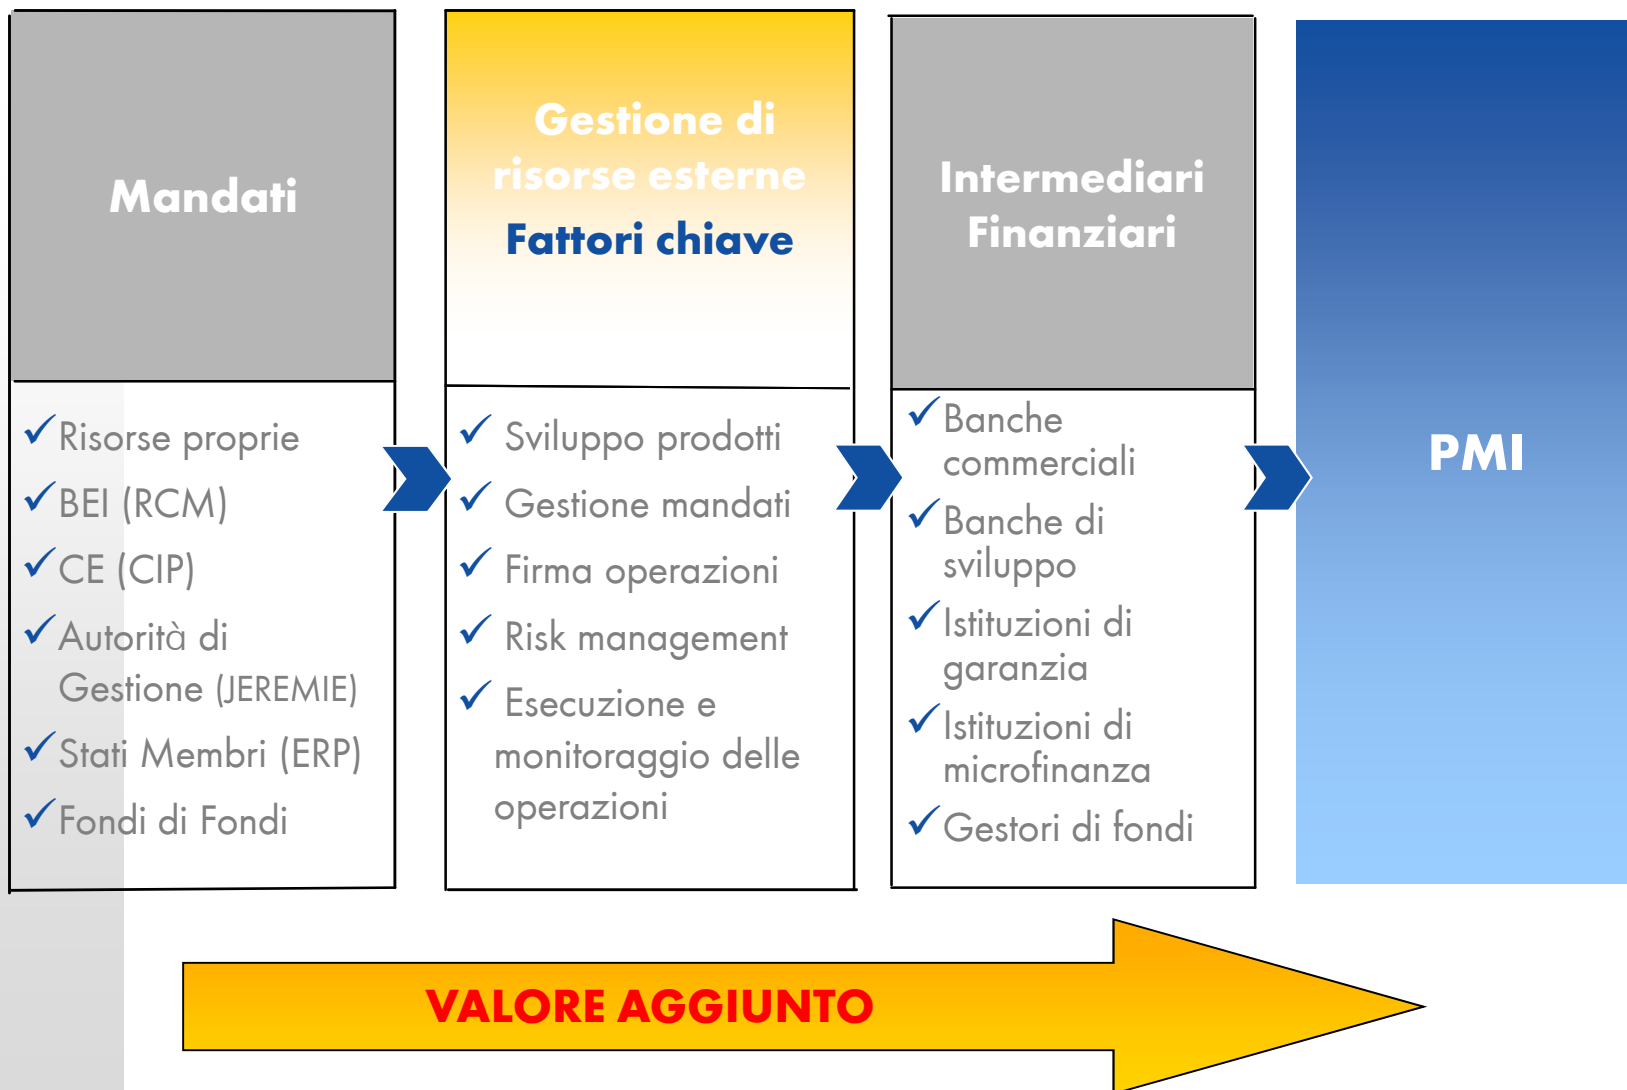 Mandati
Risorse proprie
BEI (RCM)
CE (CIP)
Autorità di
Gestione (JEREMIE)
Stati Membri (ERP)
Fondi di Fondi
Gestione di
risorse esterne
Fattori chiave
Sviluppo prodotti
Gestione mandati
Firma operazioni
Risk management
Esecuzione e
monitoraggio delle
operazioni
Intermediari
Finanziari
Banche
commerciali
Banche di
sviluppo
Istituzioni di
garanzia
Istituzioni di
microfinanza
Gestori di fondi
PMI
VALORE AGGIUNTO